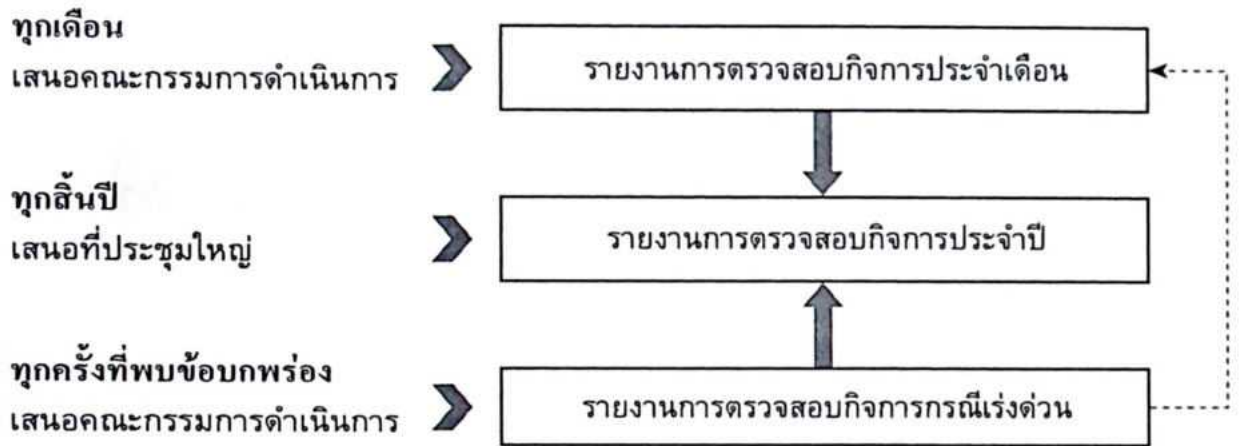 ทุกเดือน
เสนอคณะกรรมการดำเนินการ
รายงานการตรวจสอบกิจการประจำเดือน
ทุกสิ้นปี
เสนอที่ประชุมใหญ่
รายงานการตรวจสอบกิจการประจำปี
ทุกครั้งที่พบข้อบกพร่อง
เสนอคณะกรรมการดำเนินการ
รายงานการตรวจสอบกิจการกรณีเร่งด่วน